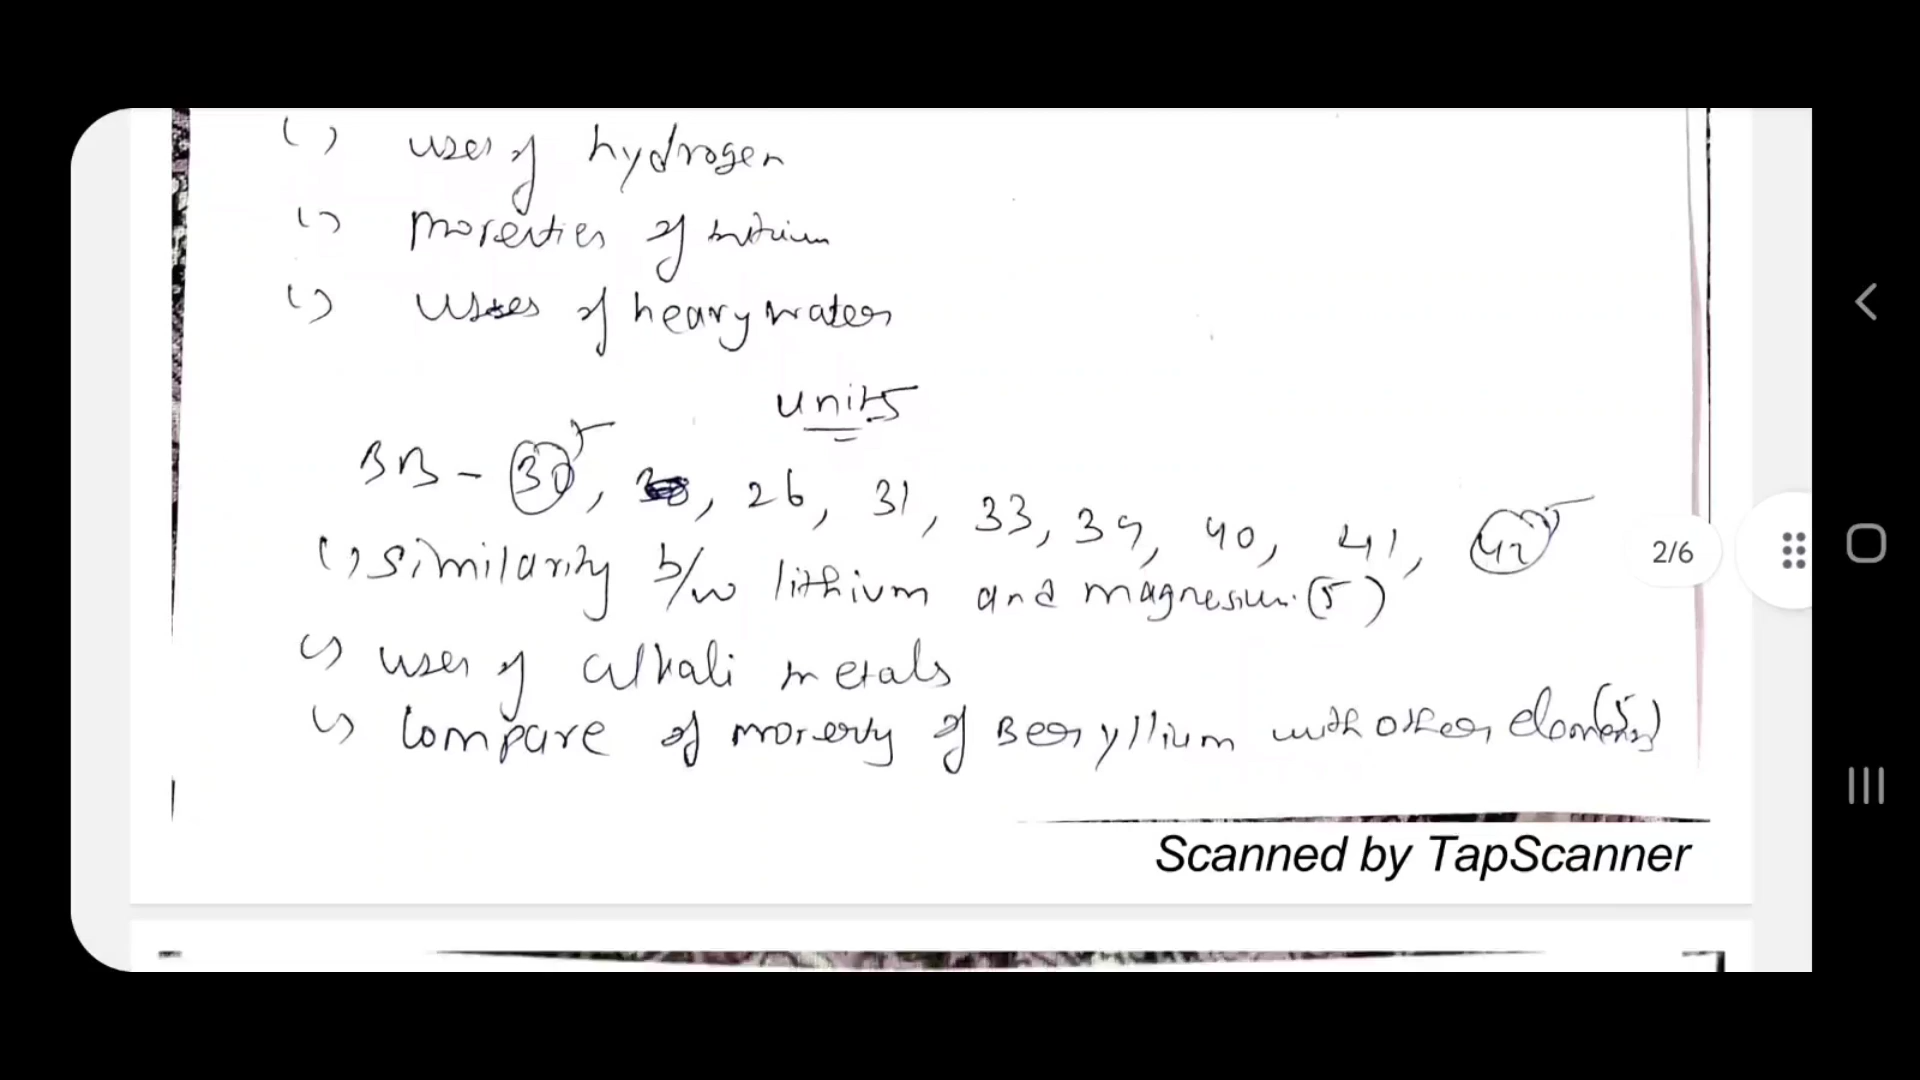 ( ) uses of hydrogen
( ) Properties of tritium
( ) Uses of heavy water
Unit 5
BB - 30, 26, 31, 33, 39, 40, 41, 42
( ) similarity b/w lithium and magnesium (5)
( ) uses of alkali metals
( ) Compare of property of Beryllium with other elements (5)
2/6
Scanned by TapScanner